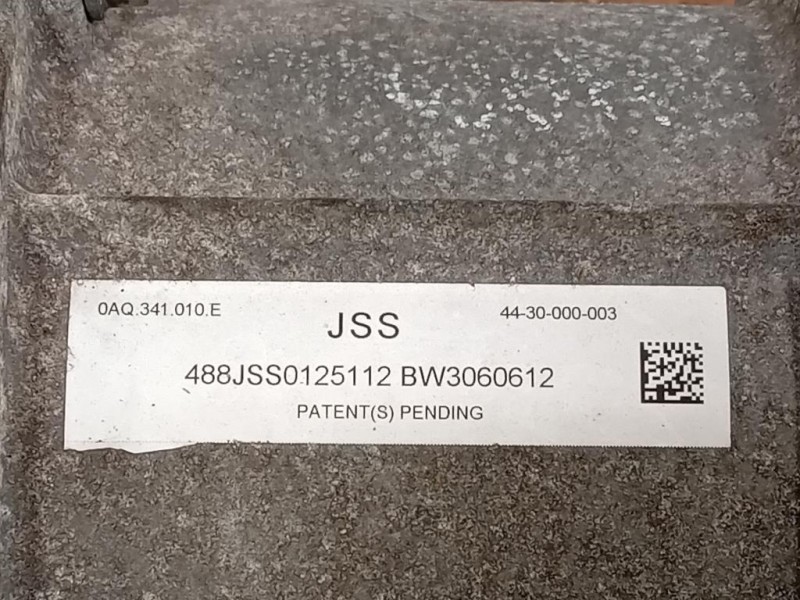 0AQ.341.010.E
JSS
44-30-000-003
488JSS0125112 BW3060612
PATENT(S) PENDING